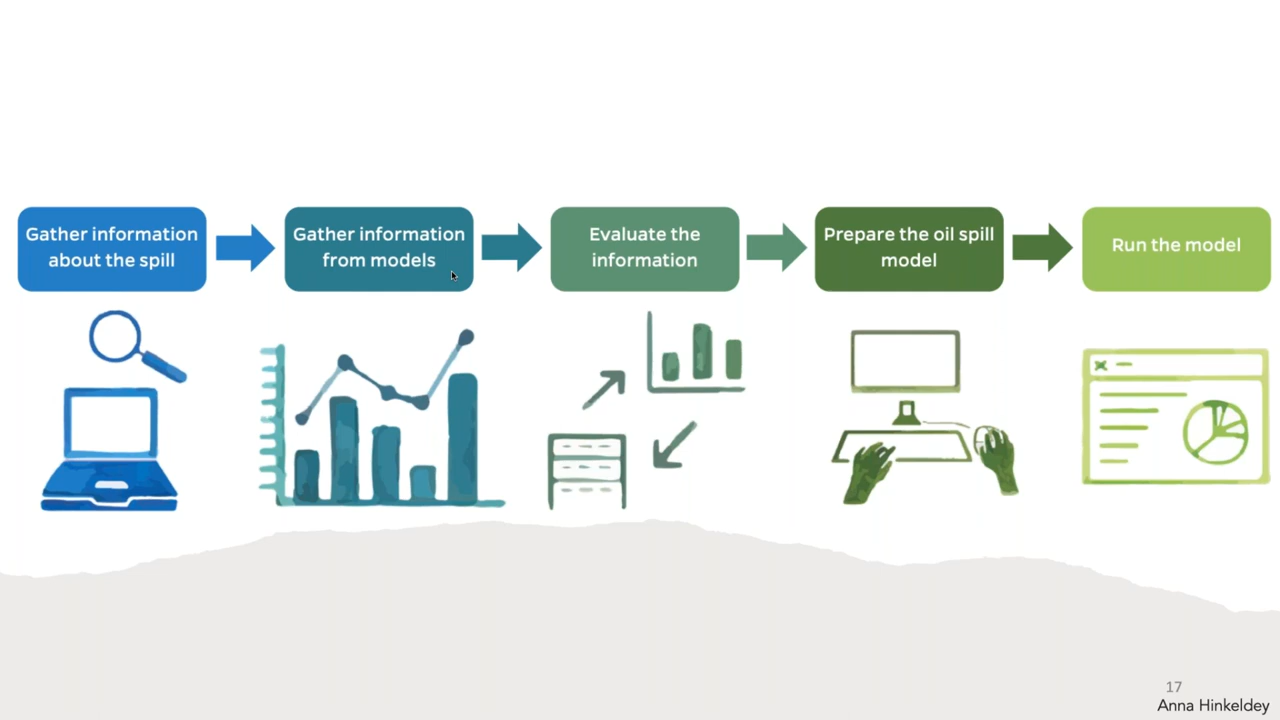 Gather information
about the spill
Gather information
from models
Evaluate the
information
Prepare the oil spill
model
Run the model
17
Anna Hinkeldey